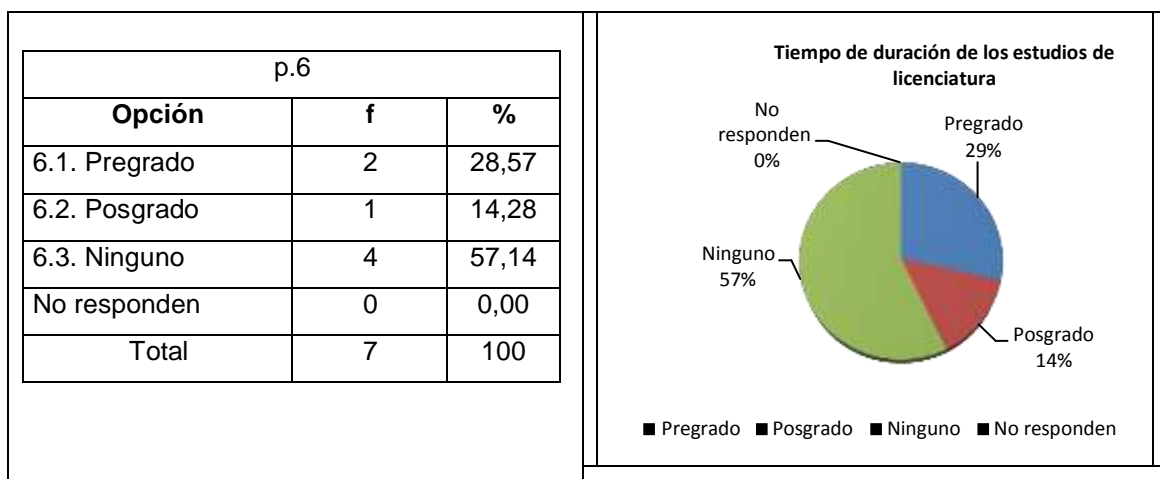 p.6
Opción f %
6.1. Pregrado 2 28,57
6.2. Posgrado 1 14,28
6.3. Ninguno 4 57,14
No responden 0 0,00
Total 7 100
Tiempo de duración de los estudios de
licenciatura
No
responden
0%
Pregrado
29%
Ninguno
57%
Posgrado
14%
Pregrado Posgrado Ninguno No responden